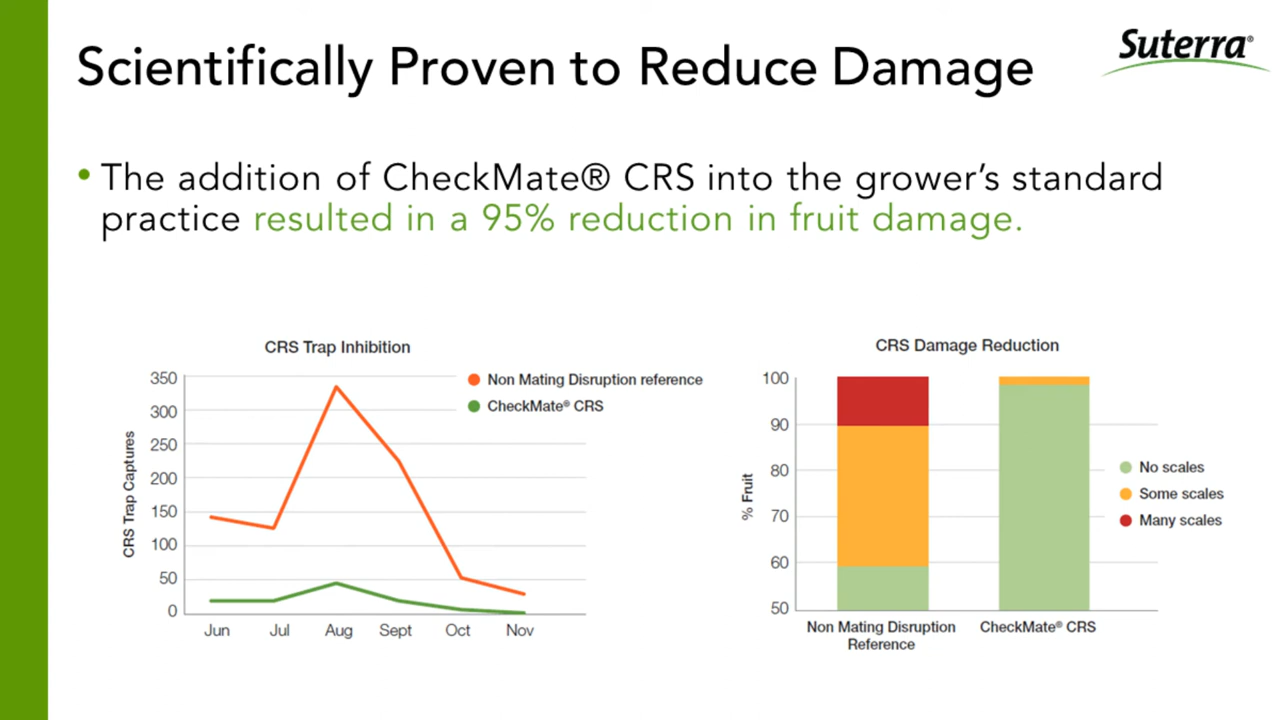 Scientifically Proven to Reduce Damage
Suterra®
• The addition of CheckMate® CRS into the grower's standard
practice resulted in a 95% reduction in fruit damage.
CRS Trap Inhibition
Non Mating Disruption reference
CheckMate® CRS
CRS Trap Captures
350
300
250
200
150
100
50
0
Jun Jul Aug Sept Oct Nov
CRS Damage Reduction
% Fruit
100
90
80
70
60
50
No scales
Some scales
Many scales
Non Mating Disruption
Reference
CheckMate® CRS